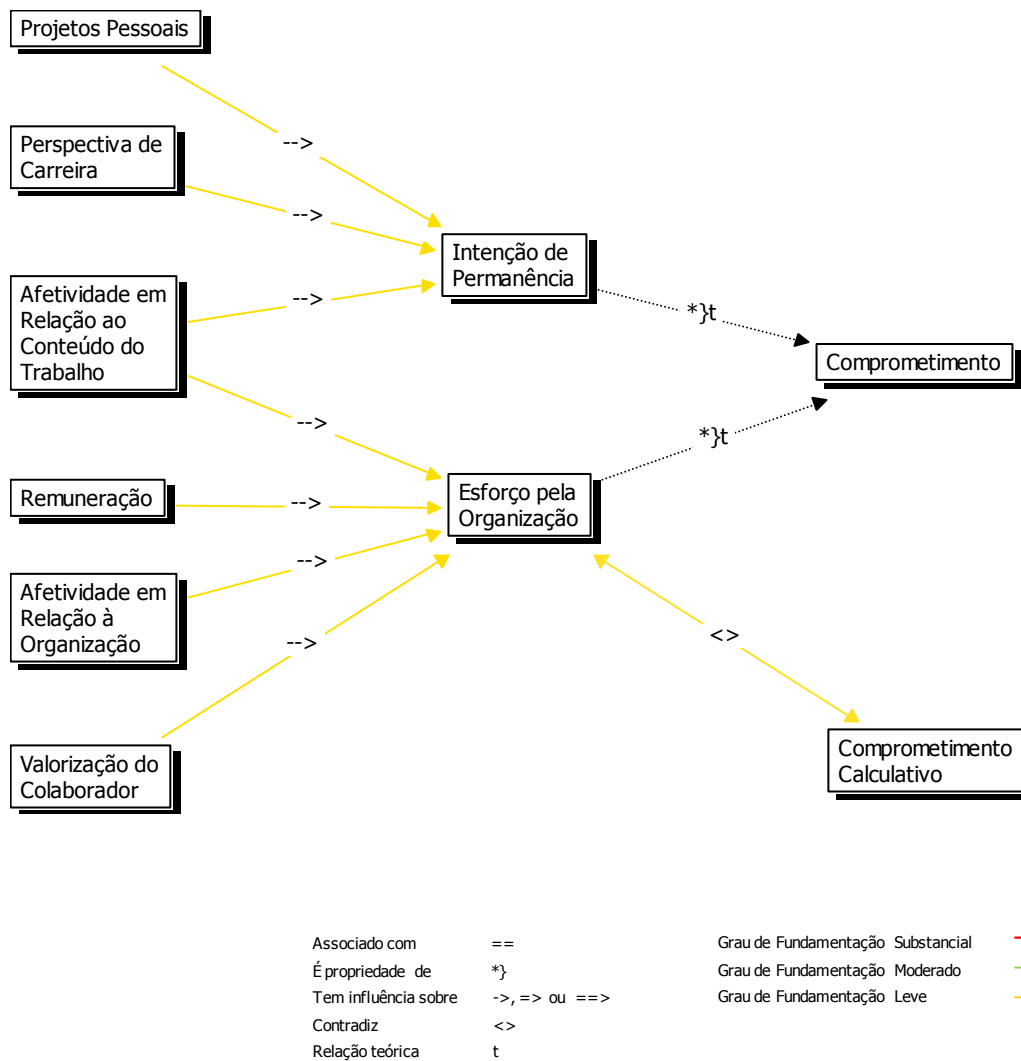 Projetos Pessoais
-->
Perspectiva de
Carreira
-->
Intenção de
Permanência
Afetividade em
Relação ao
Conteúdo do
Trabalho
-->
*}t
Comprometimento
-->
*}t
Remuneração
-->
Esforço pela
Organização
Afetividade em
Relação à
Organização
-->
-->
<>
Valorização do
Colaborador
Comprometimento
Calculativo
Associado com ==
É propriedade de *}
Tem influência sobre ->, => ou ==>
Contradiz <>
Relação teórica t
Grau de Fundamentação Substancial
Grau de Fundamentação Moderado
Grau de Fundamentação Leve